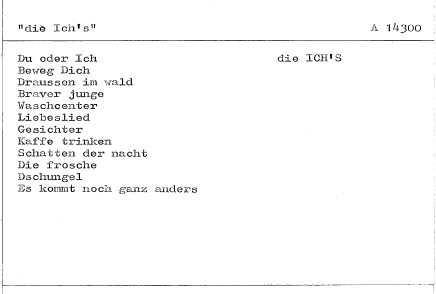 "die Ich's"
A 14300
Du oder Ich
die ICH'S
Beweg Dich
Draussen im wald
Braver junge
Waschcenter
Liebeslied
Gesichter
Kaffe trinken
Schatten der nacht
Die frosche
Dschungel
Es kommt noch ganz anders